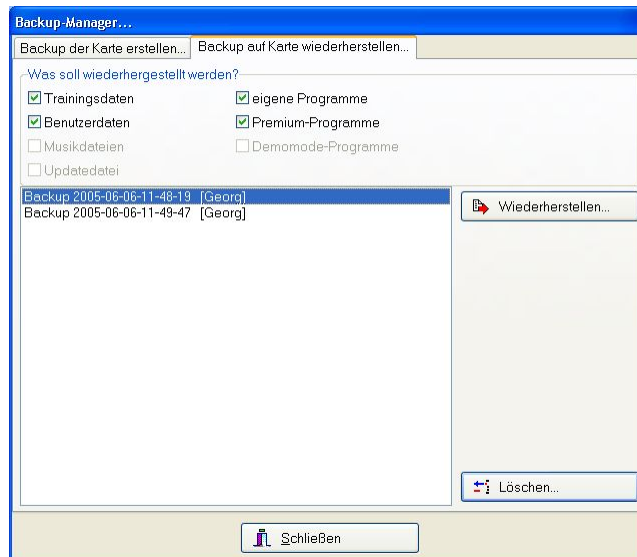 Backup-Manager...
Backup der Karte erstellen... Backup auf Karte wiederherstellen...
Was soll wiederhergestellt werden?
Trainingsdaten eigene Programme
Benutzerdaten Premium-Programme
Musikdateien Demomode-Programme
Updatedatei
Backup 2005-06-06-11-48-19 [Georg]
Backup 2005-06-06-11-49-47 [Georg]
Wiederherstellen...
Löschen...
Schließen